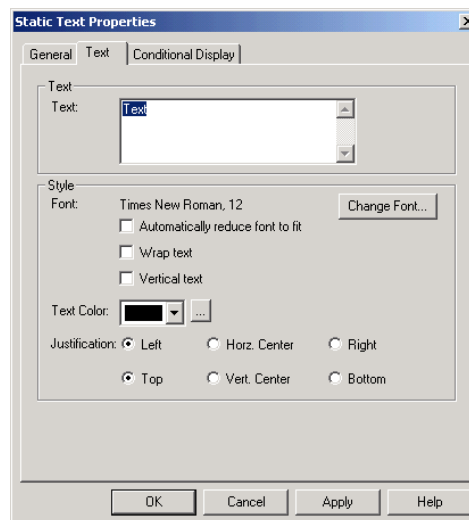 Static Text Properties
General Text Conditional Display
Text
Text: Text
Style
Font: Times New Roman, 12 Change Font...
Automatically reduce font to fit
Wrap text
Vertical text
Text Color: ...
Justification: Left Horz. Center Right
Top Vert. Center Bottom
OK Cancel Apply Help